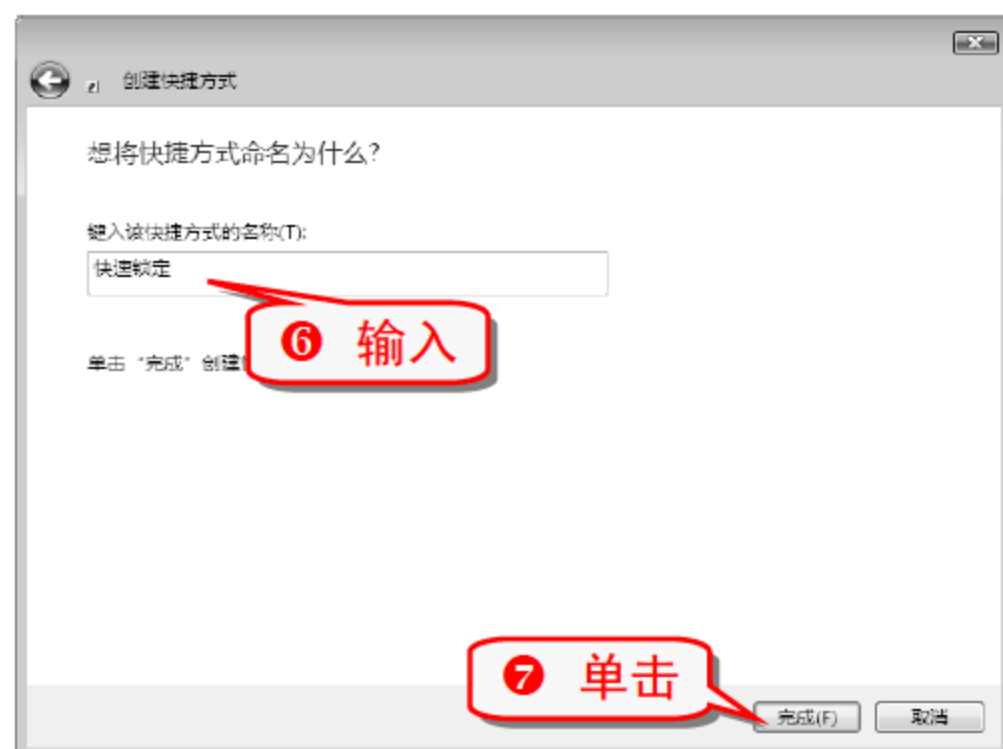 创建快捷方式
想将快捷方式命名为什么?
键入该快捷方式的名称(T):
快速锁定
❻ 输入
单击“完成”创建
❼ 单击
完成(F) 取消